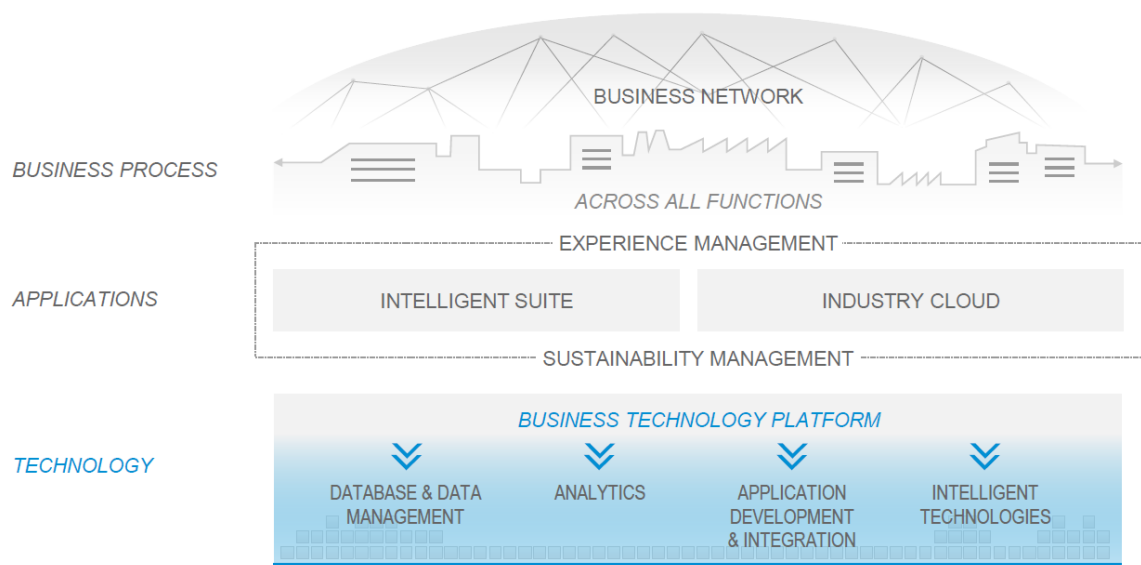 BUSINESS NETWORK
BUSINESS PROCESS
ACROSS ALL FUNCTIONS
EXPERIENCE MANAGEMENT
APPLICATIONS
INTELLIGENT SUITE
INDUSTRY CLOUD
SUSTAINABILITY MANAGEMENT
BUSINESS TECHNOLOGY PLATFORM
TECHNOLOGY
DATABASE & DATA
MANAGEMENT
ANALYTICS
APPLICATION
DEVELOPMENT
& INTEGRATION
INTELLIGENT
TECHNOLOGIES